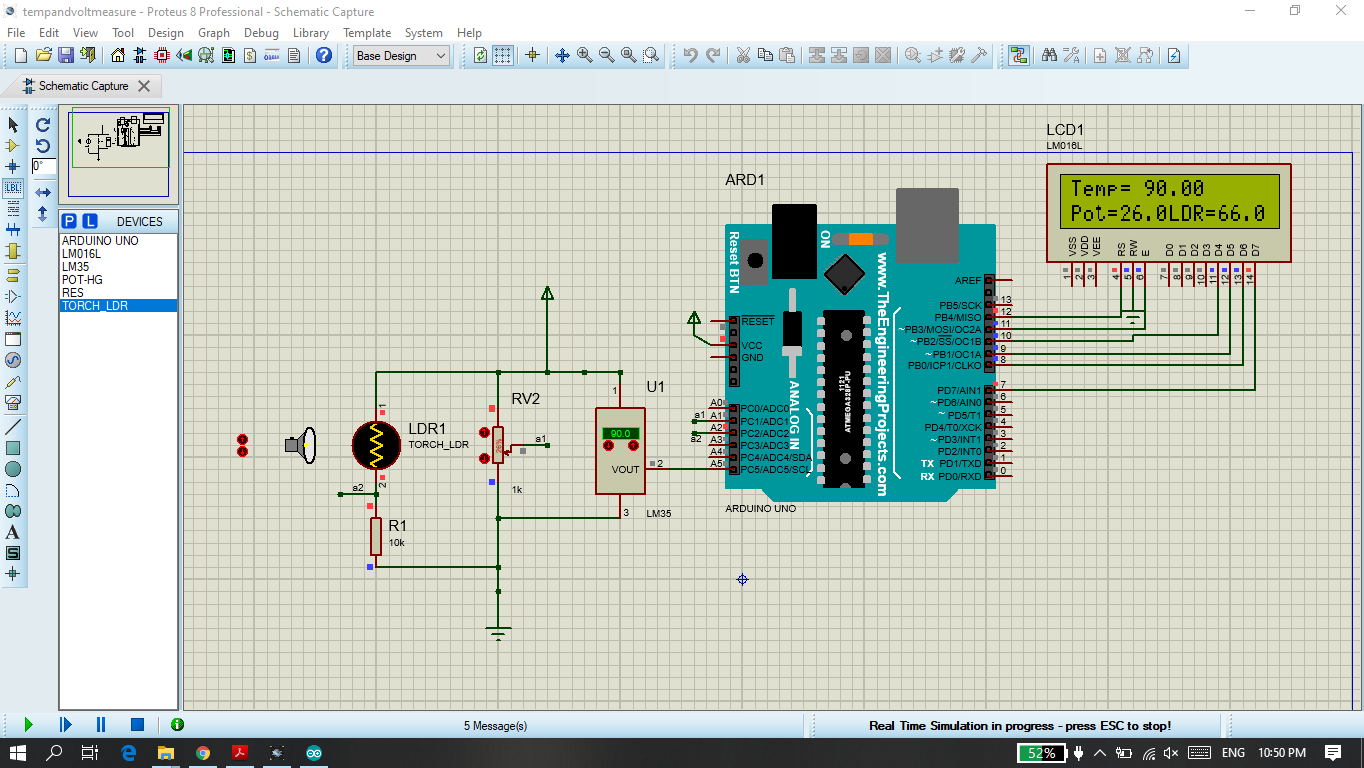 tempandvoltmeasure - Proteus 8 Professional - Schematic Capture
File Edit View Tool Design Graph Debug Library Template System Help
Base Design
Schematic Capture
0°
LBL
P L DEVICES
ARDUINO UNO
LM016L
LM35
POT-HG
RES
TORCH_LDR
A
S
LCD1
LM016L
Temp= 90.00
Pot=26.0LDR=66.0
VSS VDD VEE RS RW E D0 D1 D2 D3 D4 D5 D6 D7
1 2 3 4 5 6 7 8 9 10 11 12 13 14
ARD1
Reset BTN
ON
www.TheEngineeringProjects.com
ANALOG IN
1121
ATMEGA328P-PU
RESET
VCC
GND
A0 PC0/ADC0
a1 A1 PC1/ADC1
a2 A2 PC2/ADC2
A3 PC3/ADC3
A4 PC4/ADC4/SDA
A5 PC5/ADC5/SCL
AREF
PB5/SCK 13
PB4/MISO 12
~PB3/MOSI/OC2A 11
~PB2/SS/OC1B 10
~PB1/OC1A 9
PB0/ICP1/CLKO 8
PD7/AIN1 7
~PD6/AIN0 6
~PD5/T1 5
PD4/T0/XCK 4
~PD3/INT1 3
PD2/INT0 2
TX PD1/TXD 1
RX PD0/RXD 0
ARDUINO UNO
LDR1
TORCH_LDR
1
2
a2
R1
10k
RV2
26%
a1
1k
U1
1
90.0
VOUT 2
3
LM35
5 Message(s)
Real Time Simulation in progress - press ESC to stop!
52%
ENG
10:50 PM